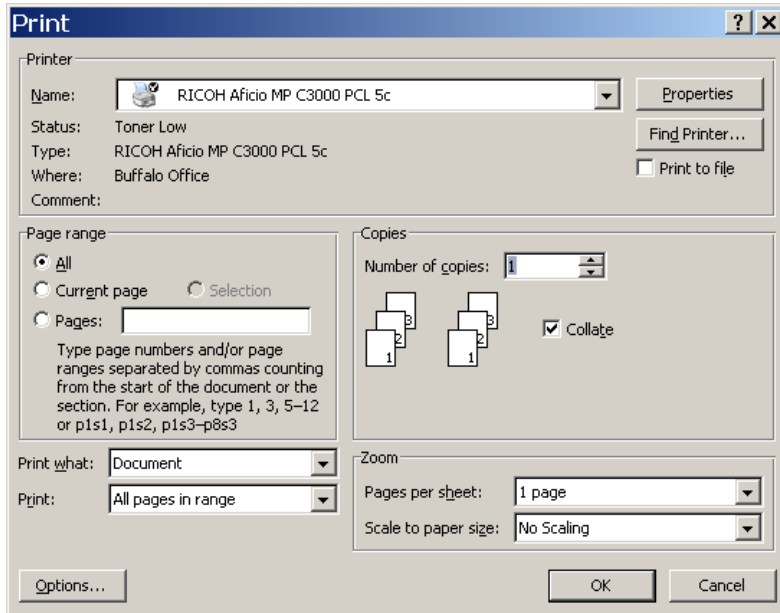 Print
Printer
Name: RICOH Aficio MP C3000 PCL 5c Properties
Status: Toner Low Find Printer...
Type: RICOH Aficio MP C3000 PCL 5c
Where: Buffalo Office Print to file
Comment:
Page range
All
Current page Selection
Pages:
Type page numbers and/or page
ranges separated by commas counting
from the start of the document or the
section. For example, type 1, 3, 5–12
or p1s1, p1s2, p1s3–p8s3
Copies
Number of copies: 1
3 3
2 2
1 1
Collate
Print what: Document
Print: All pages in range
Zoom
Pages per sheet: 1 page
Scale to paper size: No Scaling
Options... OK Cancel